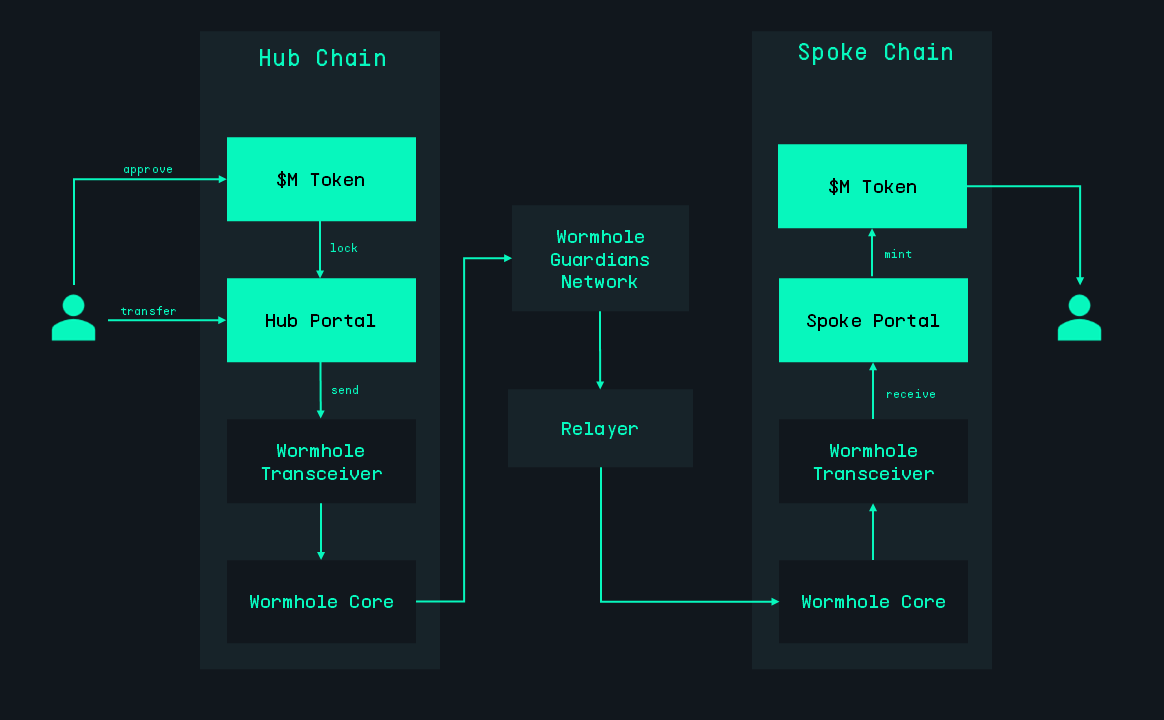 Hub Chain
approve
$M Token
lock
transfer
Hub Portal
send
Wormhole
Transceiver
Wormhole Core
Wormhole
Guardians
Network
Relayer
Spoke Chain
$M Token
mint
Spoke Portal
receive
Wormhole
Transceiver
Wormhole Core